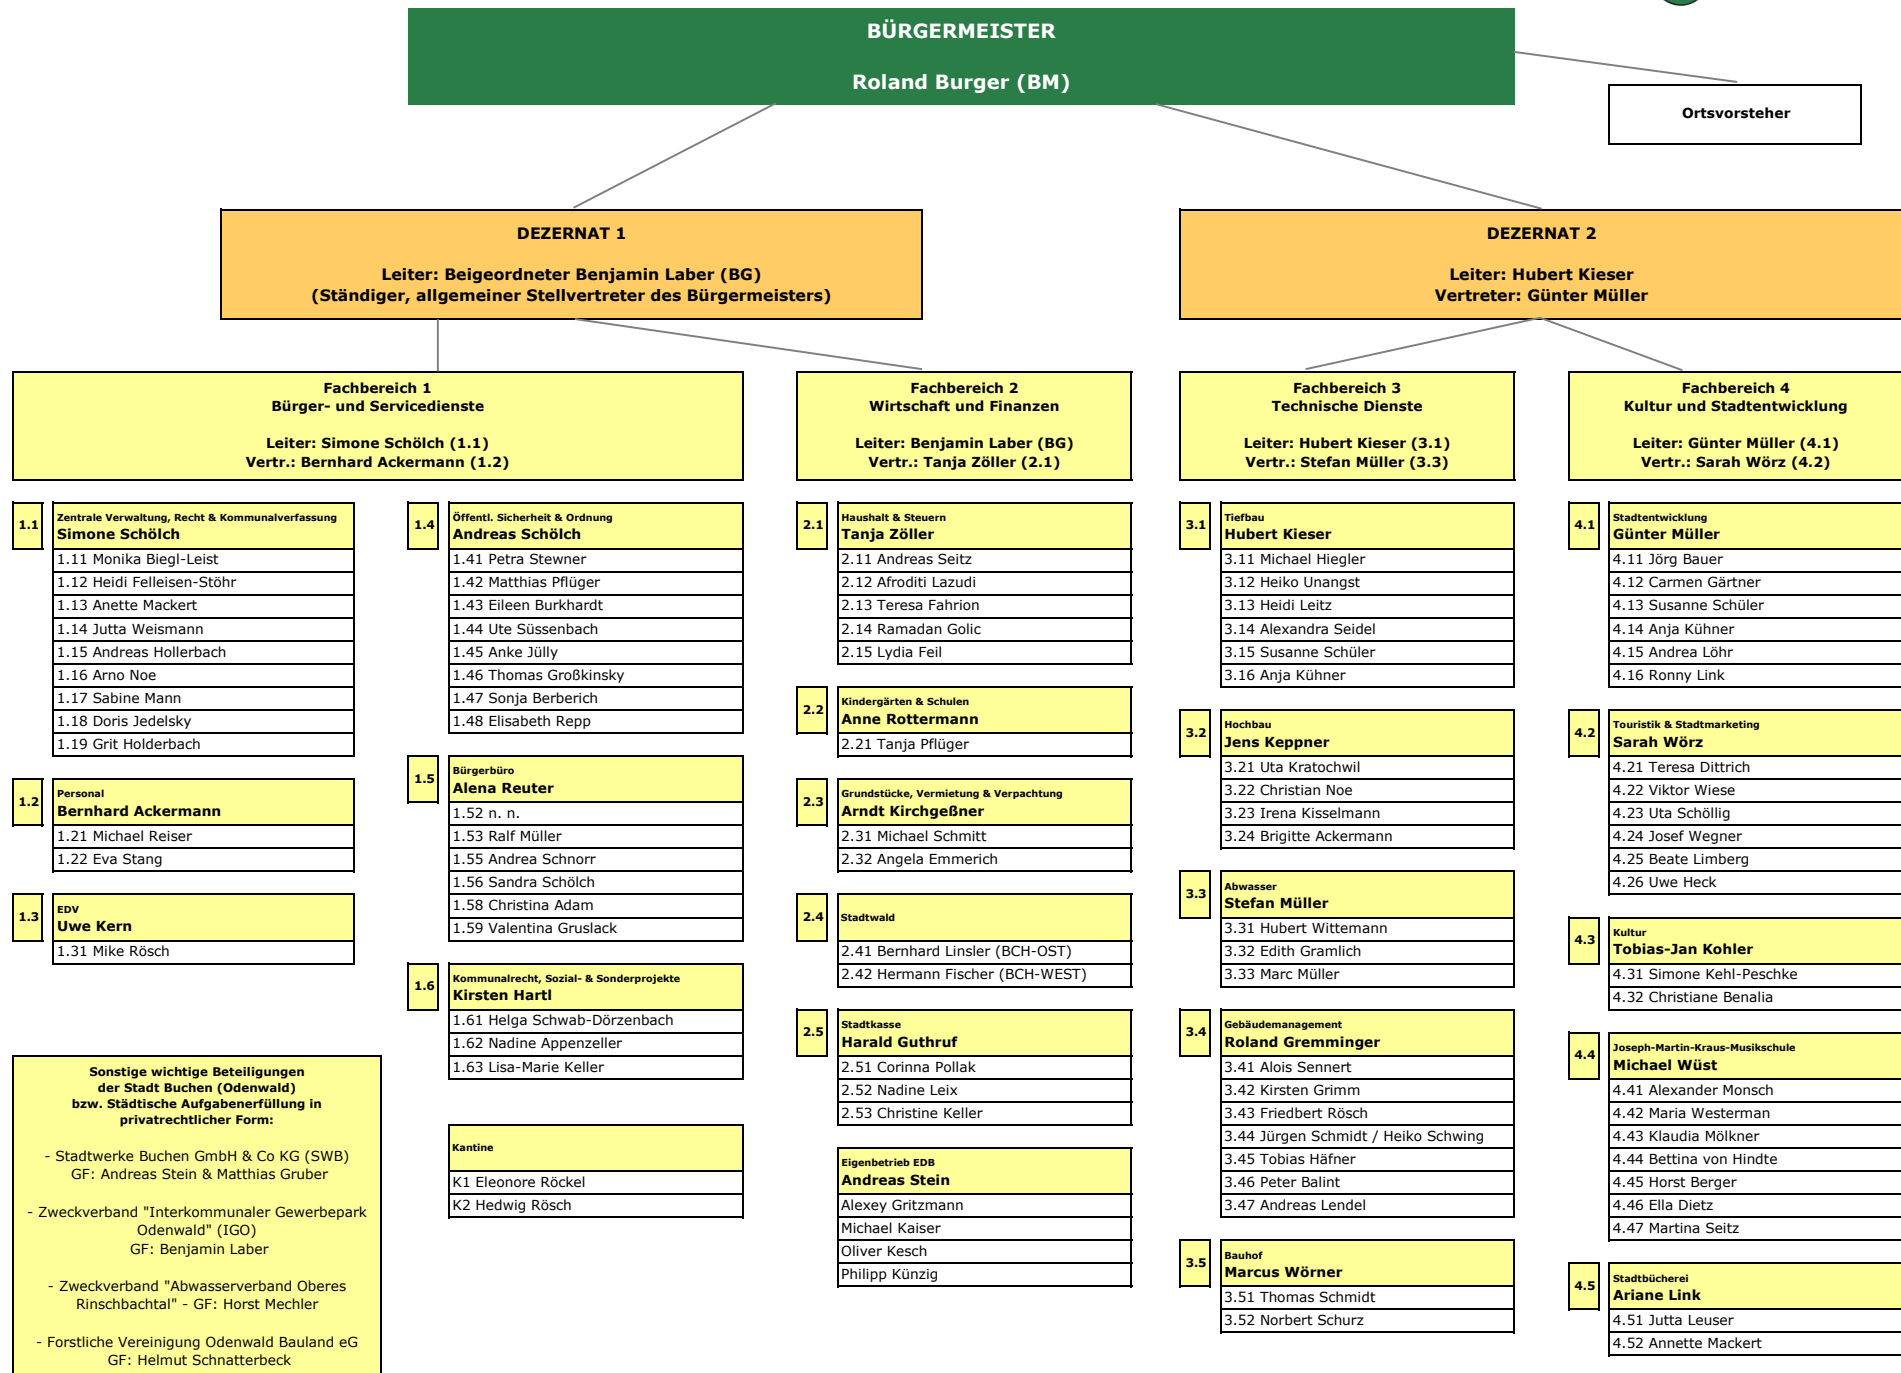 BÜRGERMEISTER
Roland Burger (BM)
Ortsvorsteher
DEZERNAT 1
Leiter: Beigeordneter Benjamin Laber (BG)
(Ständiger, allgemeiner Stellvertreter des Bürgermeisters)
DEZERNAT 2
Leiter: Hubert Kieser
Vertreter: Günter Müller
Fachbereich 1
Bürger- und Servicedienste
Leiter: Simone Schölch (1.1)
Vertr.: Bernhard Ackermann (1.2)
Fachbereich 2
Wirtschaft und Finanzen
Leiter: Benjamin Laber (BG)
Vertr.: Tanja Zöller (2.1)
Fachbereich 3
Technische Dienste
Leiter: Hubert Kieser (3.1)
Vertr.: Stefan Müller (3.3)
Fachbereich 4
Kultur und Stadtentwicklung
Leiter: Günter Müller (4.1)
Vertr.: Sarah Wörz (4.2)
1.1
Zentrale Verwaltung, Recht & Kommunalverfassung
Simone Schölch
1.11 Monika Biegl-Leist
1.12 Heidi Felleisen-Stöhr
1.13 Anette Mackert
1.14 Jutta Weismann
1.15 Andreas Hollerbach
1.16 Arno Noe
1.17 Sabine Mann
1.18 Doris Jedelsky
1.19 Grit Holderbach
1.2
Personal
Bernhard Ackermann
1.21 Michael Reiser
1.22 Eva Stang
1.3
EDV
Uwe Kern
1.31 Mike Rösch
Sonstige wichtige Beteiligungen
der Stadt Buchen (Odenwald)
bzw. Städtische Aufgabenerfüllung in
privatrechtlicher Form:
- Stadtwerke Buchen GmbH & Co KG (SWB)
GF: Andreas Stein & Matthias Gruber
- Zweckverband "Interkommunaler Gewerbepark
Odenwald" (IGO)
GF: Benjamin Laber
- Zweckverband "Abwasserverband Oberes
Rinschbachtal" - GF: Horst Mechler
- Forstliche Vereinigung Odenwald Bauland eG
GF: Helmut Schnatterbeck
1.4
Öffentl. Sicherheit & Ordnung
Andreas Schölch
1.41 Petra Stewner
1.42 Matthias Pflüger
1.43 Eileen Burkhardt
1.44 Ute Süssenbach
1.45 Anke Jülly
1.46 Thomas Großkinsky
1.47 Sonja Berberich
1.48 Elisabeth Repp
1.5
Bürgerbüro
Alena Reuter
1.52 n. n.
1.53 Ralf Müller
1.55 Andrea Schnorr
1.56 Sandra Schölch
1.58 Christina Adam
1.59 Valentina Gruslack
1.6
Kommunalrecht, Sozial- & Sonderprojekte
Kirsten Hartl
1.61 Helga Schwab-Dörzenbach
1.62 Nadine Appenzeller
1.63 Lisa-Marie Keller
Kantine
K1 Eleonore Röckel
K2 Hedwig Rösch
2.1
Haushalt & Steuern
Tanja Zöller
2.11 Andreas Seitz
2.12 Afroditi Lazudi
2.13 Teresa Fahrion
2.14 Ramadan Golic
2.15 Lydia Feil
2.2
Kindergärten & Schulen
Anne Rottermann
2.21 Tanja Pflüger
2.3
Grundstücke, Vermietung & Verpachtung
Arndt Kirchgeßner
2.31 Michael Schmitt
2.32 Angela Emmerich
2.4
Stadtwald
2.41 Bernhard Linsler (BCH-OST)
2.42 Hermann Fischer (BCH-WEST)
2.5
Stadtkasse
Harald Guthruf
2.51 Corinna Pollak
2.52 Nadine Leix
2.53 Christine Keller
Eigenbetrieb EDB
Andreas Stein
Alexey Gritzmann
Michael Kaiser
Oliver Kesch
Philipp Künzig
3.1
Tiefbau
Hubert Kieser
3.11 Michael Hiegler
3.12 Heiko Unangst
3.13 Heidi Leitz
3.14 Alexandra Seidel
3.15 Susanne Schüler
3.16 Anja Kühner
3.2
Hochbau
Jens Keppner
3.21 Uta Kratochwil
3.22 Christian Noe
3.23 Irena Kisselmann
3.24 Brigitte Ackermann
3.3
Abwasser
Stefan Müller
3.31 Hubert Wittemann
3.32 Edith Gramlich
3.33 Marc Müller
3.4
Gebäudemanagement
Roland Gremminger
3.41 Alois Sennert
3.42 Kirsten Grimm
3.43 Friedbert Rösch
3.44 Jürgen Schmidt / Heiko Schwing
3.45 Tobias Häfner
3.46 Peter Balint
3.47 Andreas Lendel
3.5
Bauhof
Marcus Wörner
3.51 Thomas Schmidt
3.52 Norbert Schurz
4.1
Stadtentwicklung
Günter Müller
4.11 Jörg Bauer
4.12 Carmen Gärtner
4.13 Susanne Schüler
4.14 Anja Kühner
4.15 Andrea Löhr
4.16 Ronny Link
4.2
Touristik & Stadtmarketing
Sarah Wörz
4.21 Teresa Dittrich
4.22 Viktor Wiese
4.23 Uta Schöllig
4.24 Josef Wegner
4.25 Beate Limberg
4.26 Uwe Heck
4.3
Kultur
Tobias-Jan Kohler
4.31 Simone Kehl-Peschke
4.32 Christiane Benalia
4.4
Joseph-Martin-Kraus-Musikschule
Michael Wüst
4.41 Alexander Monsch
4.42 Maria Westerman
4.43 Klaudia Mölkner
4.44 Bettina von Hindte
4.45 Horst Berger
4.46 Ella Dietz
4.47 Martina Seitz
4.5
Stadtbücherei
Ariane Link
4.51 Jutta Leuser
4.52 Annette Mackert